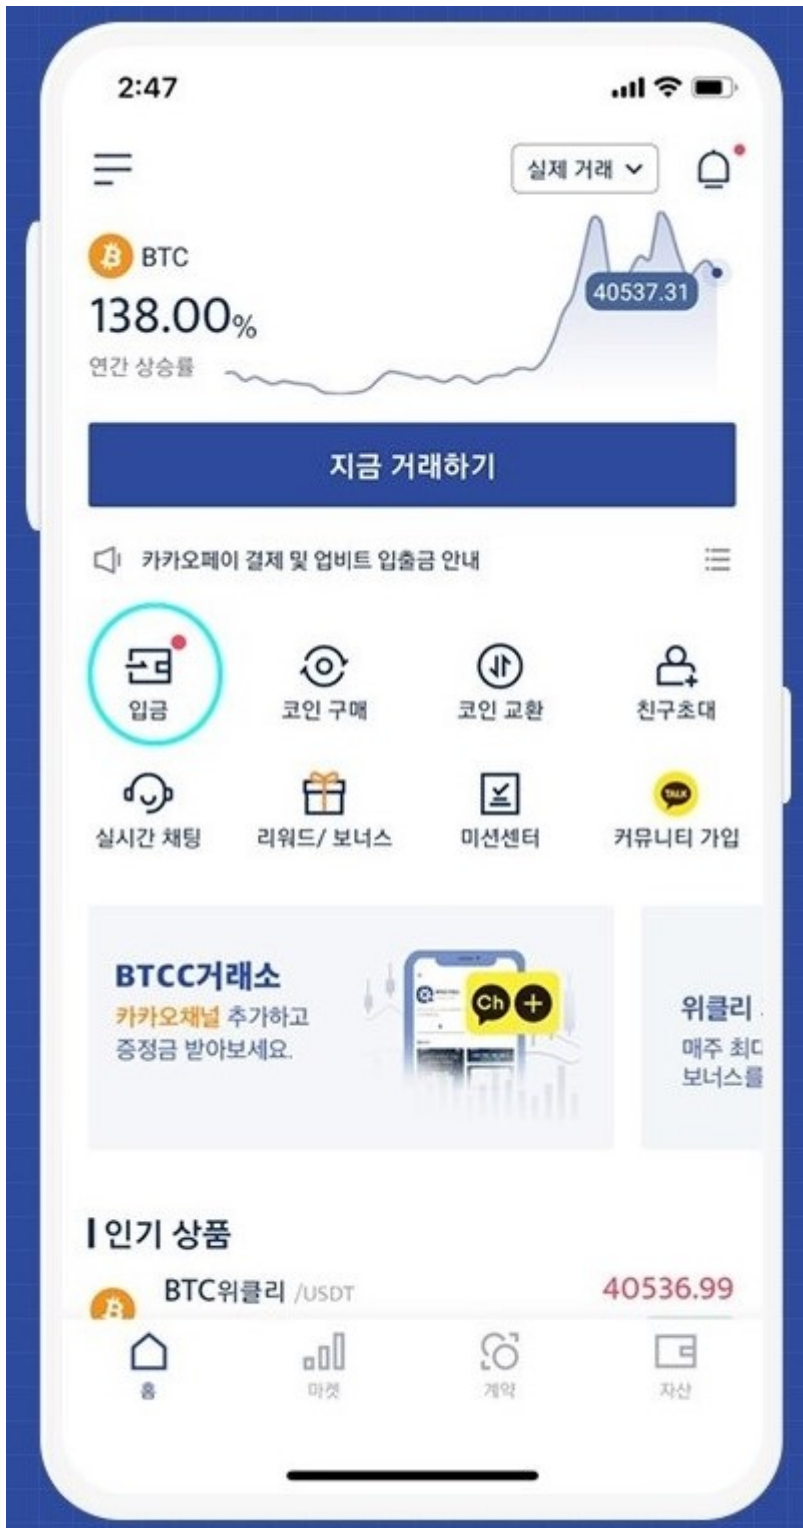 2:47
실제 거래
BTC
138.00%
40537.31
연간 상승률
지금 거래하기
카카오페이 결제 및 업비트 입출금 안내
입금
코인 구매
코인 교환
친구초대
TALK
실시간 채팅
리워드/ 보너스
미션센터
커뮤니티 가입
BTCC거래소
카카오채널 추가하고
증정금 받아보세요.
Ch +
위클리
매주 최대
보너스를
인기 상품
BTC위클리 /USDT
40536.99
홈
마켓
계약
자산